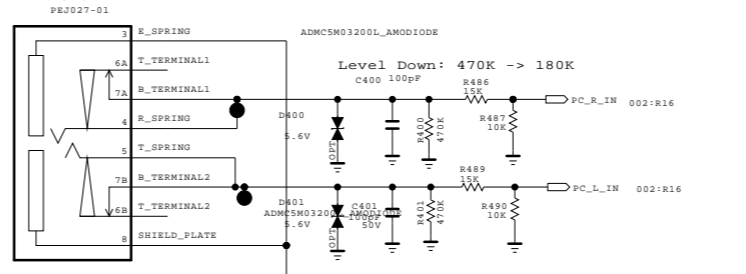 PEJ027-01
3 E_SPRING
ADMC5M03200L_AMODIODE
6A T_TERMINAL1
Level Down: 470K -> 180K
C400 100pF
R486
15K
7A B_TERMINAL1
PC_R_IN 002:R16
D400
5.6V
OPT
R400
470K
R487
10K
4 R_SPRING
5 T_SPRING
R489
15K
7B B_TERMINAL2
PC_L_IN 002:R16
D401
ADMC5M03200L_AMODIODE
5.6V
OPT
C401
100pF
50V
R401
470K
R490
10K
6B T_TERMINAL2
8 SHIELD_PLATE